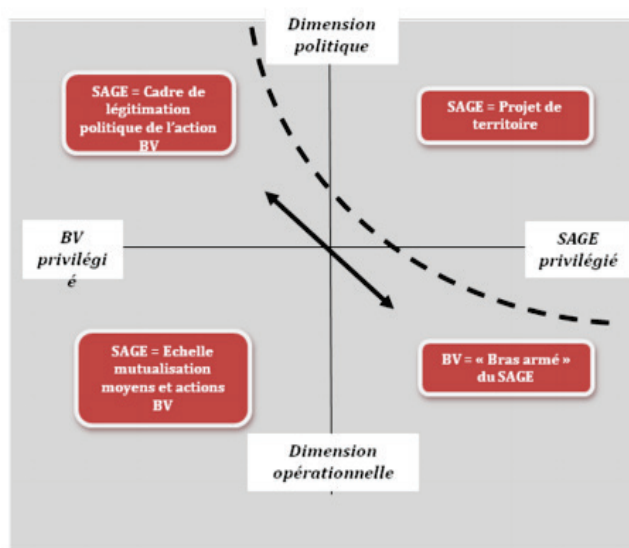 Dimension
politique
SAGE = Cadre de
légitimation
politique de l'action
BV
SAGE = Projet de
territoire
BV
privilégi
é
SAGE
privilégié
SAGE = Echelle
mutualisation
moyens et actions
BV
BV = « Bras armé »
du SAGE
Dimension
opérationnelle